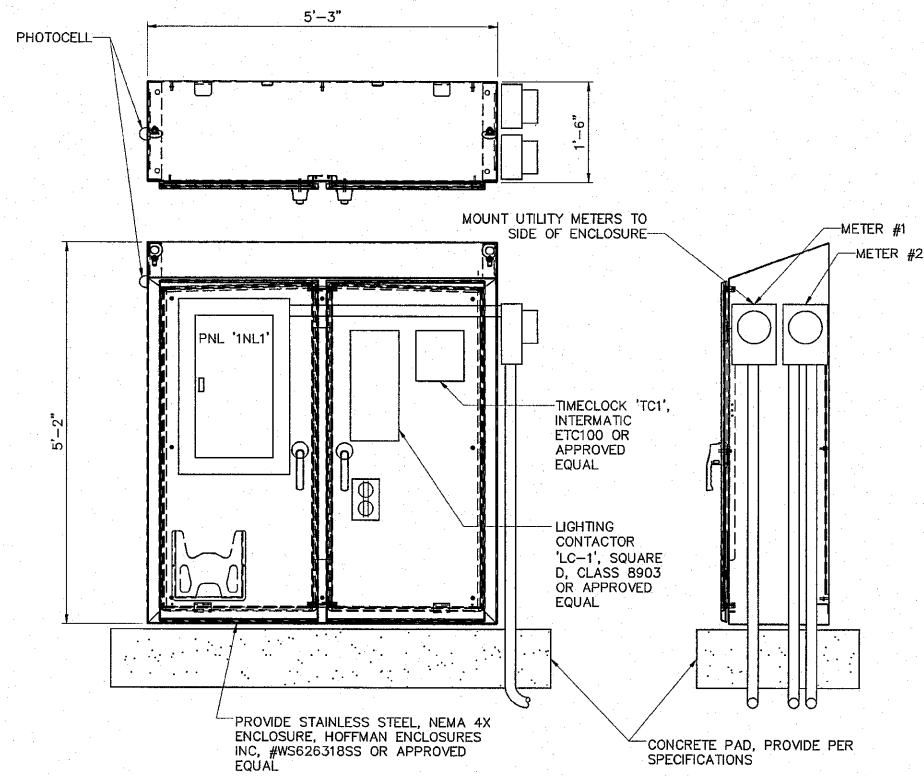 5'-3"
PHOTOCELL
1'-6"
MOUNT UTILITY METERS TO
SIDE OF ENCLOSURE
METER #1
METER #2
PNL '1NL1'
5'-2"
TIMECLOCK 'TC1',
INTERMATIC
ETC100 OR
APPROVED
EQUAL
LIGHTING
CONTACTOR
'LC-1', SQUARE
D, CLASS 8903
OR APPROVED
EQUAL
PROVIDE STAINLESS STEEL, NEMA 4X
ENCLOSURE, HOFFMAN ENCLOSURES
INC, #WS626318SS OR APPROVED
EQUAL
CONCRETE PAD, PROVIDE PER
SPECIFICATIONS